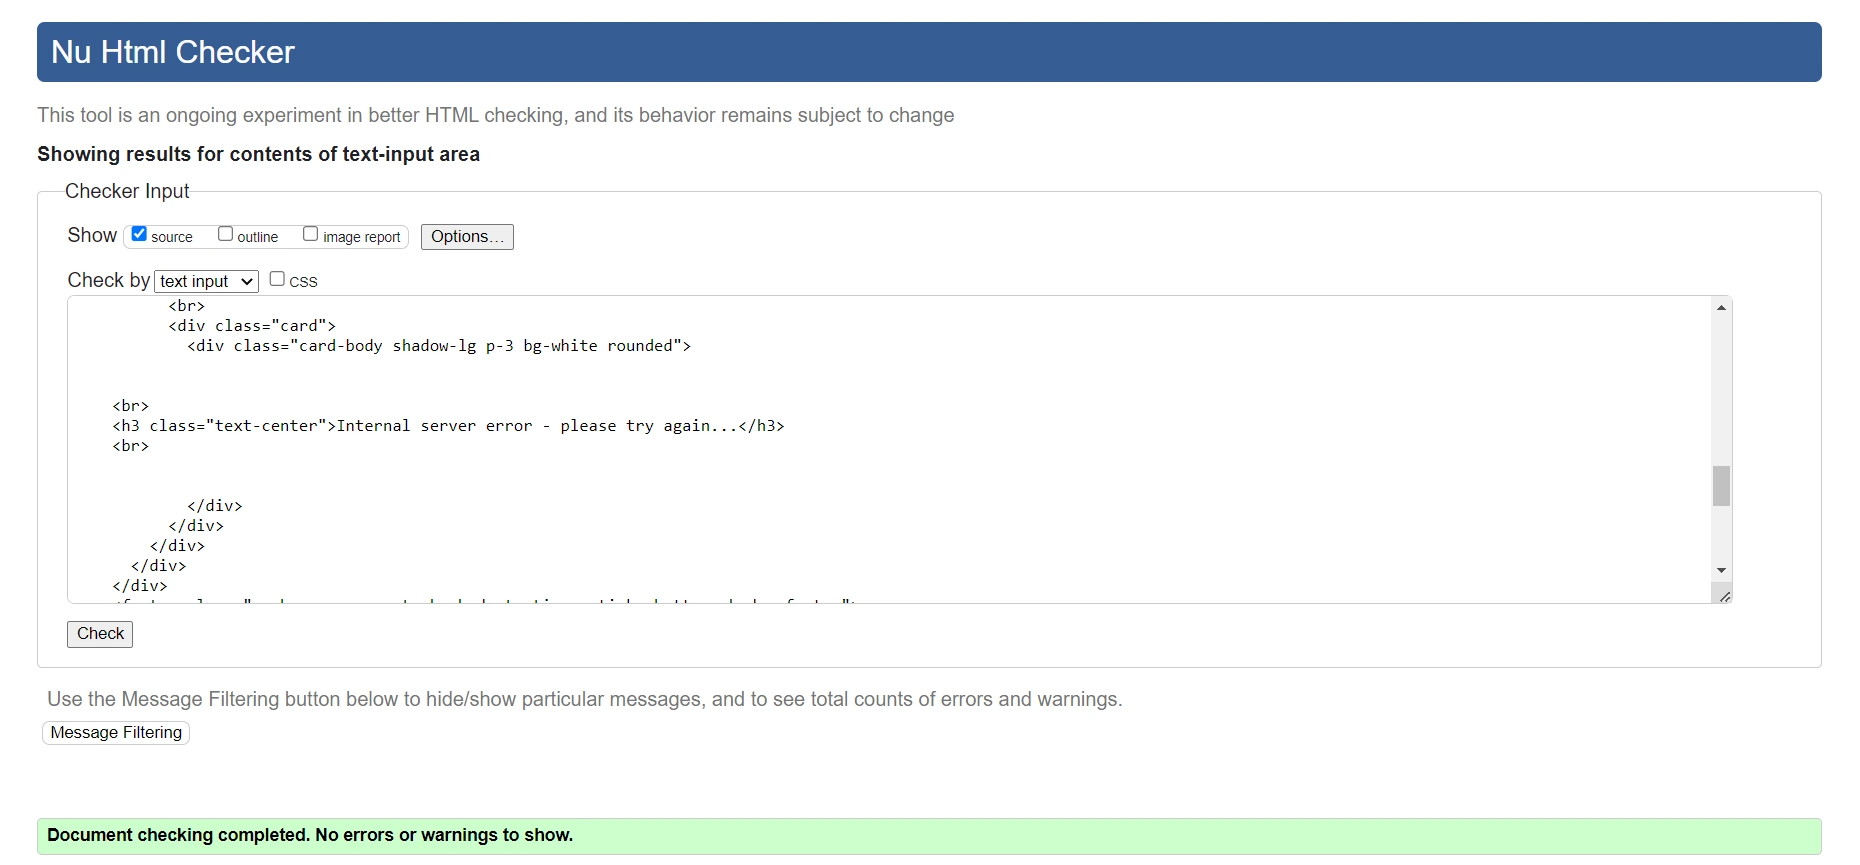 Nu Html Checker
This tool is an ongoing experiment in better HTML checking, and its behavior remains subject to change
Showing results for contents of text-input area
Checker Input
Show source outline image report Options...
Check by text input CSS
<br>
<div class="card">
<div class="card-body shadow-lg p-3 bg-white rounded">
<br>
<h3 class="text-center">Internal server error - please try again...</h3>
<br>
</div>
</div>
</div>
</div>
</div>
Check
Use the Message Filtering button below to hide/show particular messages, and to see total counts of errors and warnings.
Message Filtering
Document checking completed. No errors or warnings to show.